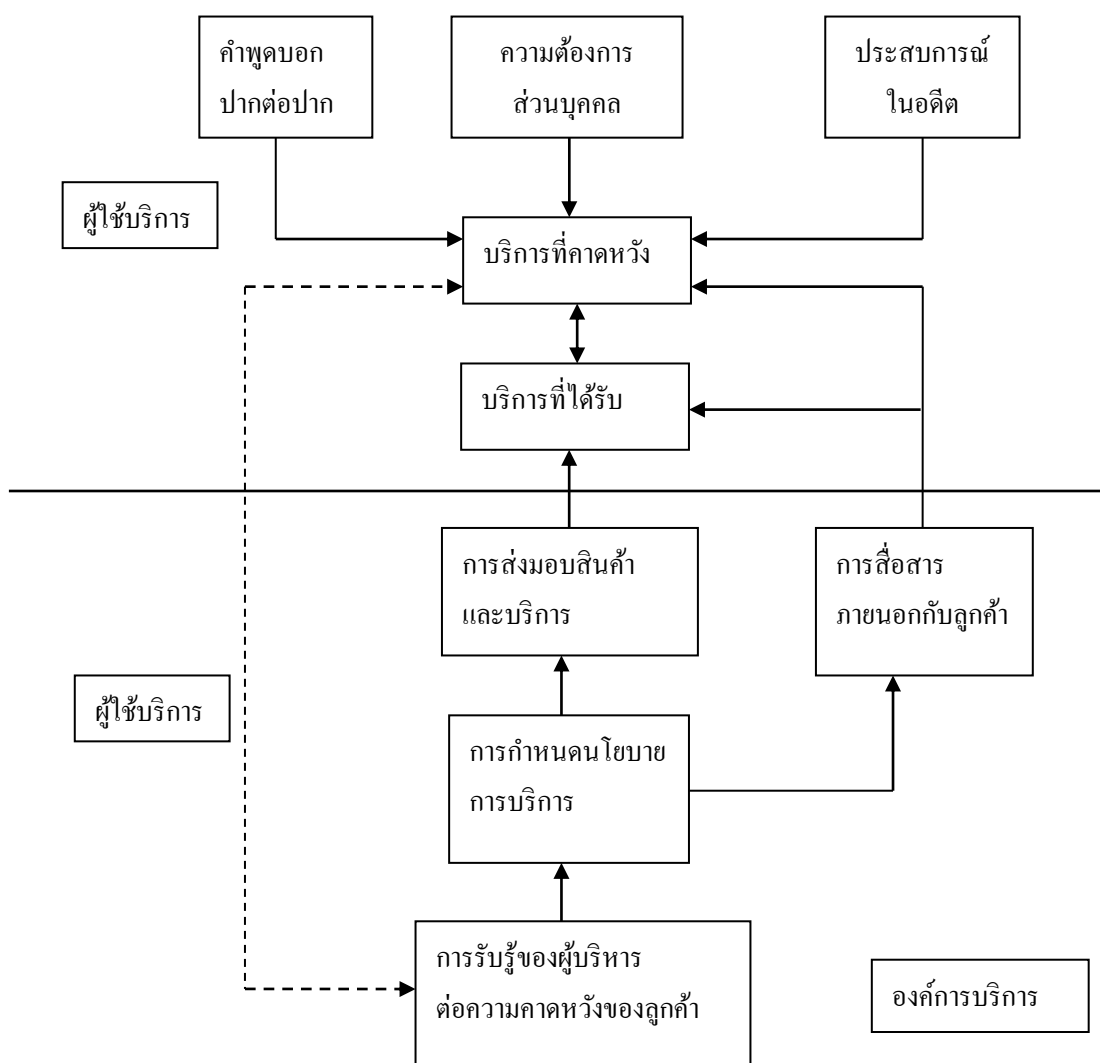 คำพูดบอก
ปากต่อปาก
ความต้องการ
ส่วนบุคคล
ประสบการณ์
ในอดีต
ผู้ใช้บริการ
บริการที่คาดหวัง
บริการที่ได้รับ
การส่งมอบสินค้า
และบริการ
การสื่อสาร
ภายนอกกับลูกค้า
ผู้ใช้บริการ
การกำหนดนโยบาย
การบริการ
การรับรู้ของผู้บริหาร
ต่อความคาดหวังของลูกค้า
องค์การบริการ